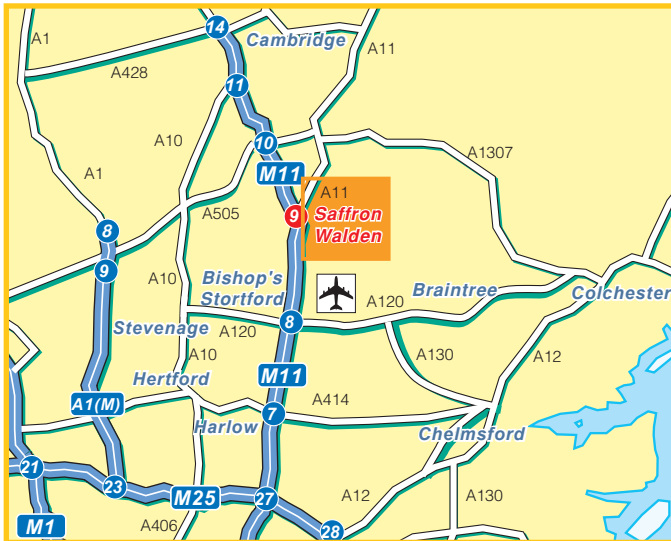 A1
14
Cambridge
A11
A428
11
A10
10
A1307
A1
M11
A11
9
Saffron
Walden
A505
8
9
A10
Bishop's
Stortford
A120
Braintree
Colchester
Stevenage
A120
8
A130
A12
A10
Hertford
M11
A1(M)
7
A414
Harlow
Chelmsford
21
23
M25
27
A12
A130
M1
A406
28